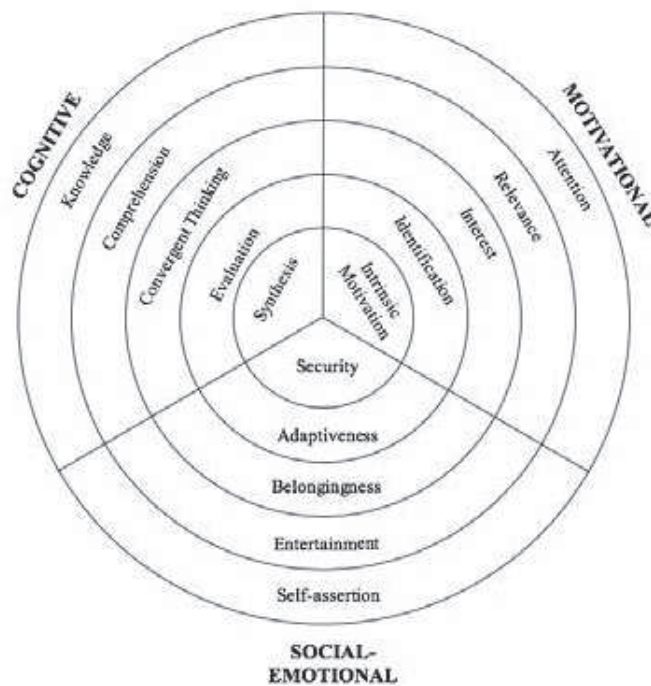 COGNITIVE
Knowledge
Comprehension
Convergent Thinking
Evaluation
Synthesis
MOTIVATIONAL
Attention
Relevance
Interest
Identification
Intrinsic
Motivation
Security
Adaptiveness
Belongingness
Entertainment
Self-assertion
SOCIAL-
EMOTIONAL